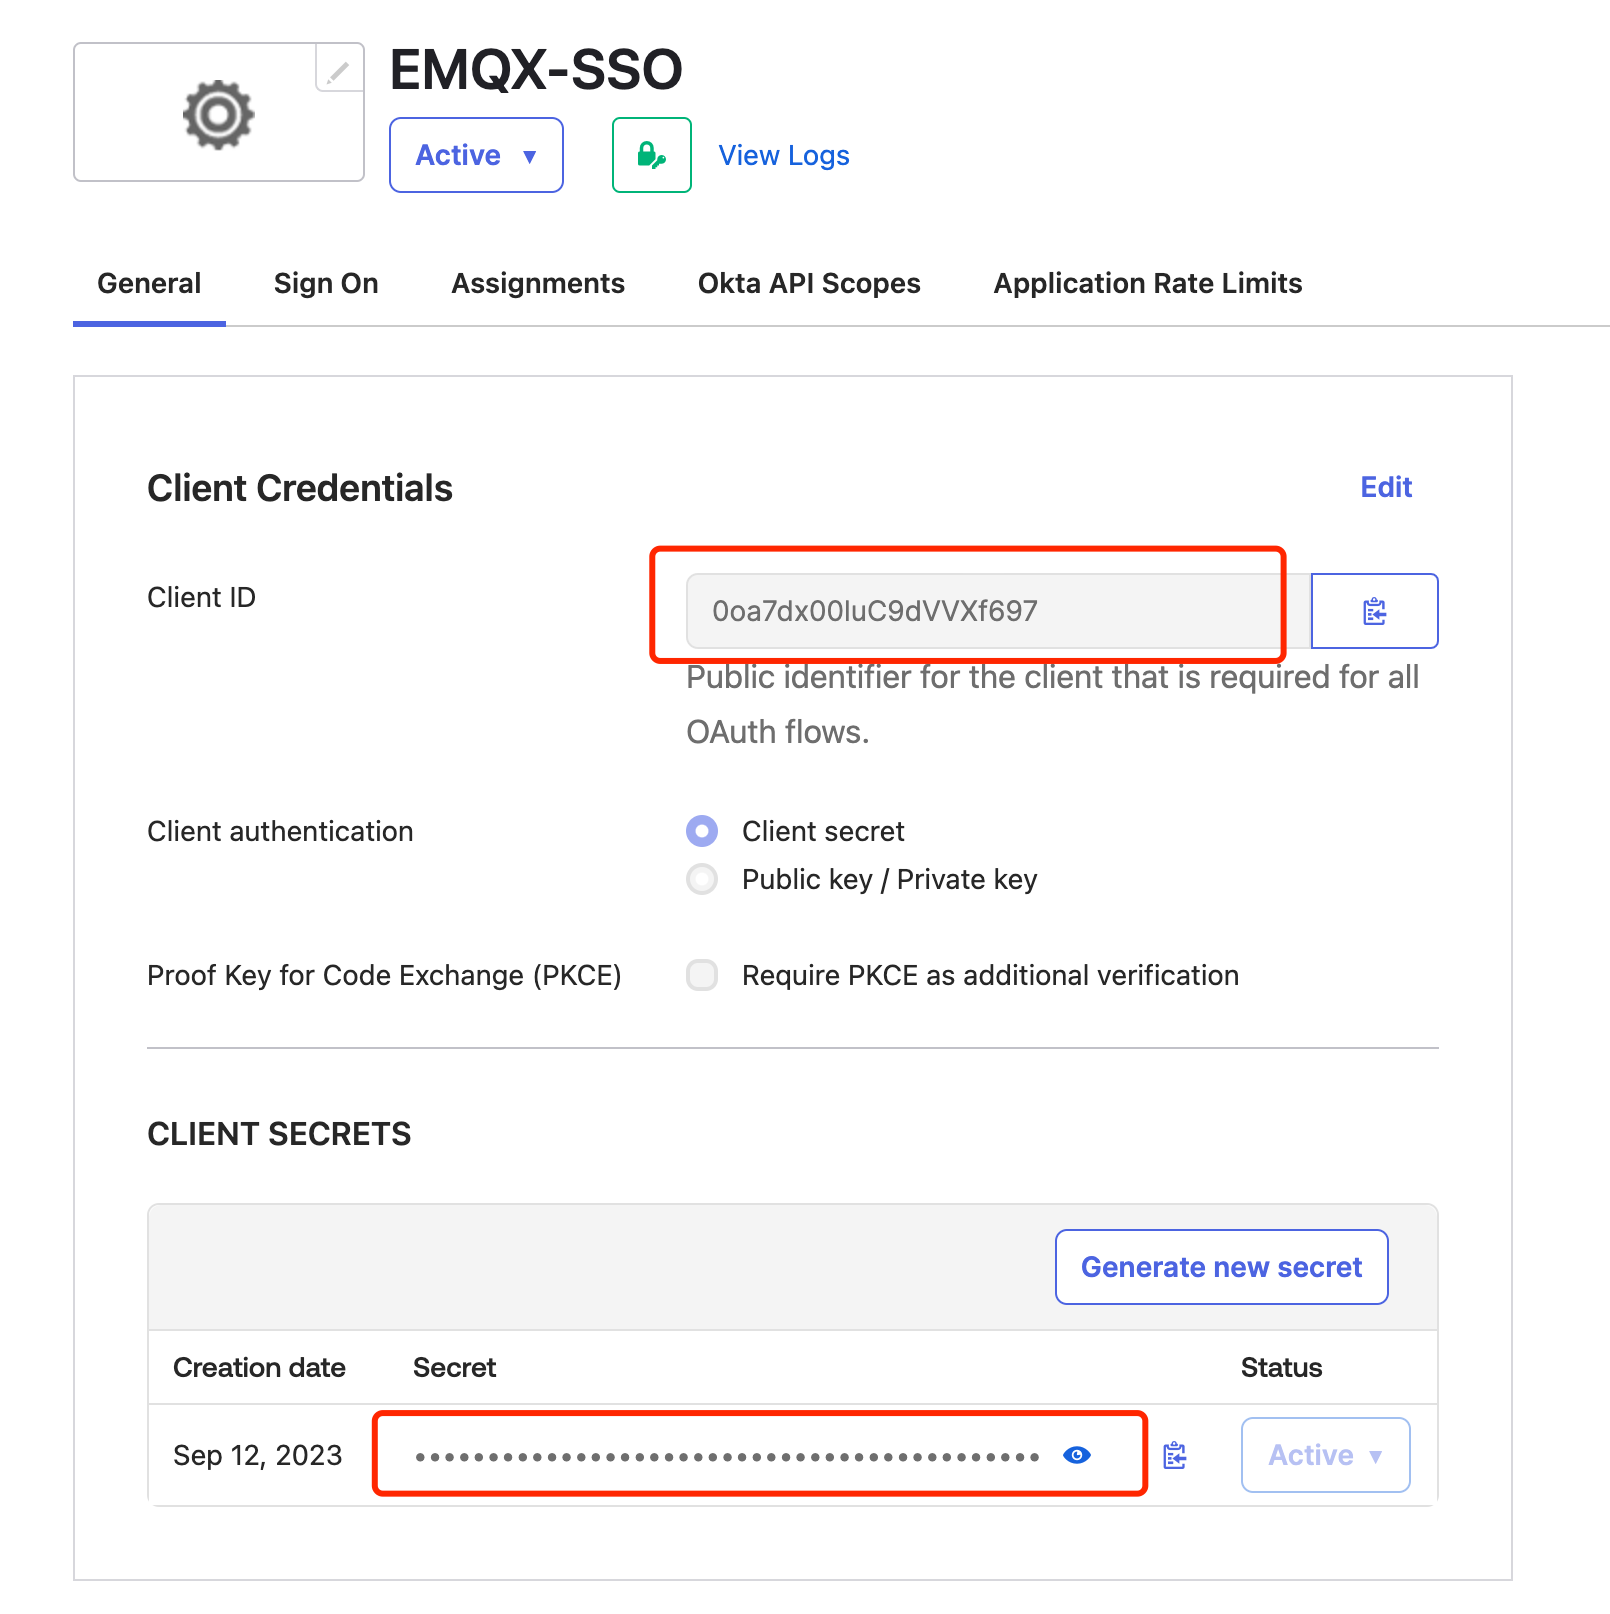 EMQX-SSO
Active ▼
View Logs
General Sign On Assignments Okta API Scopes Application Rate Limits
Client Credentials
Edit
Client ID
0oa7dx00luC9dVVXf697
Public identifier for the client that is required for all
OAuth flows.
Client authentication
Client secret
Public key / Private key
Proof Key for Code Exchange (PKCE)
Require PKCE as additional verification
CLIENT SECRETS
Generate new secret
Creation date Secret Status
Sep 12, 2023 ••••••••••••••••••••••••••••••••••••••••••• Active ▼